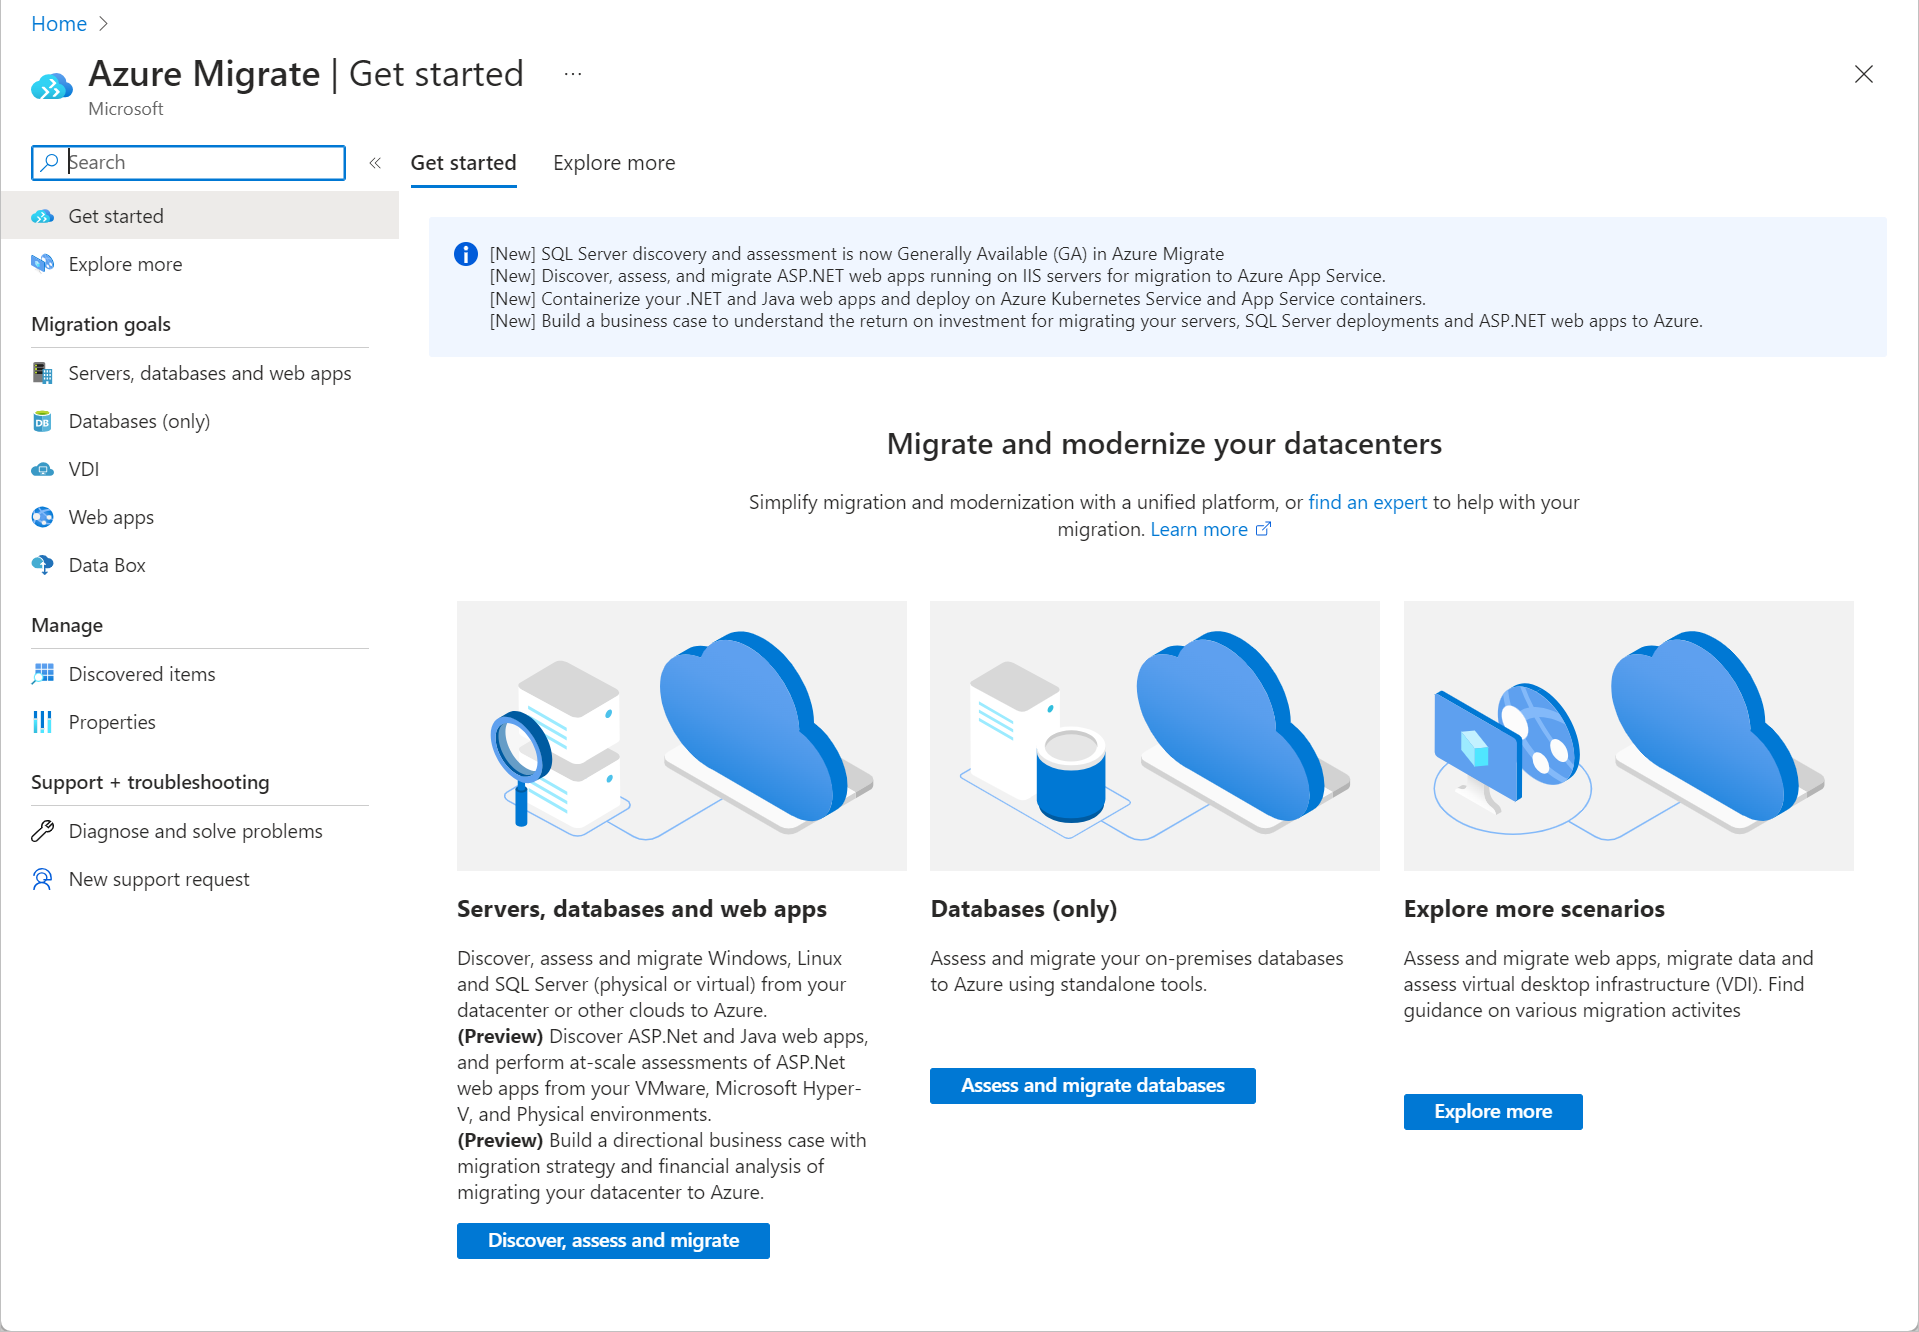 Home
Azure Migrate | Get started ...
Microsoft
Search
Get started
Explore more
Migration goals
Servers, databases and web apps
Databases (only)
VDI
Web apps
Data Box
Manage
Discovered items
Properties
Support + troubleshooting
Diagnose and solve problems
New support request
Get started
Explore more
[New] SQL Server discovery and assessment is now Generally Available (GA) in Azure Migrate
[New] Discover, assess, and migrate ASP.NET web apps running on IIS servers for migration to Azure App Service.
[New] Containerize your .NET and Java web apps and deploy on Azure Kubernetes Service and App Service containers.
[New] Build a business case to understand the return on investment for migrating your servers, SQL Server deployments and ASP.NET web apps to Azure.
Migrate and modernize your datacenters
Simplify migration and modernization with a unified platform, or find an expert to help with your
migration. Learn more
Servers, databases and web apps
Discover, assess and migrate Windows, Linux
and SQL Server (physical or virtual) from your
datacenter or other clouds to Azure.
(Preview) Discover ASP.Net and Java web apps,
and perform at-scale assessments of ASP.Net
web apps from your VMware, Microsoft Hyper-
V, and Physical environments.
(Preview) Build a directional business case with
migration strategy and financial analysis of
migrating your datacenter to Azure.
Discover, assess and migrate
Databases (only)
Assess and migrate your on-premises databases
to Azure using standalone tools.
Assess and migrate databases
Explore more scenarios
Assess and migrate web apps, migrate data and
assess virtual desktop infrastructure (VDI). Find
guidance on various migration activites
Explore more